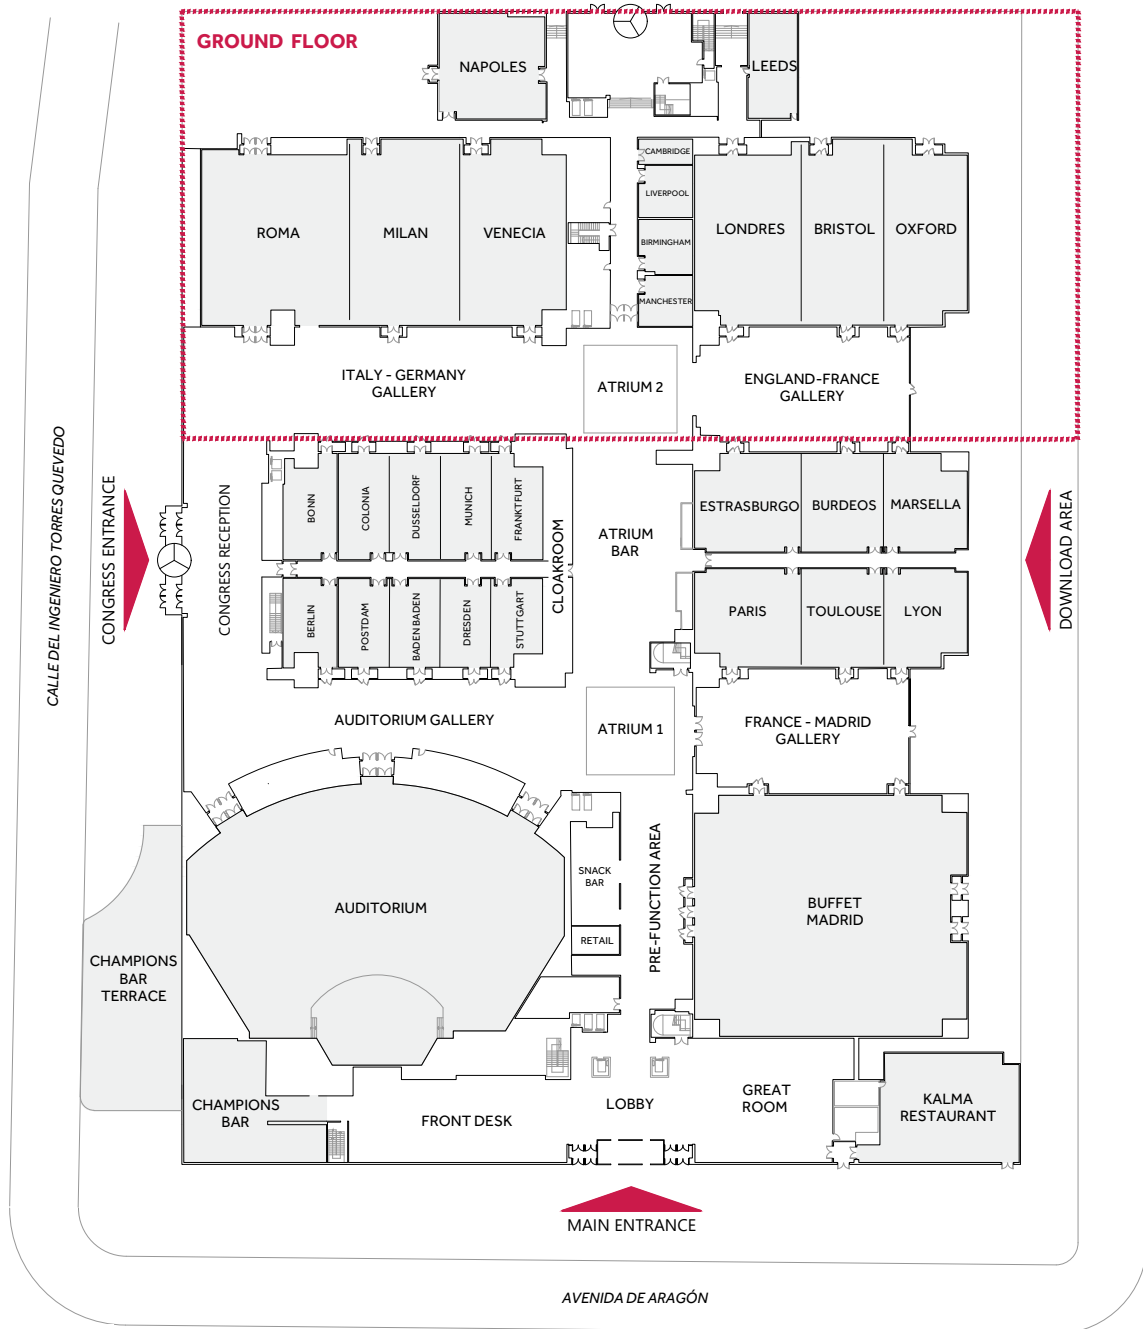 GROUND FLOOR
NAPOLES
LEEDS
CAMBRIDGE
LIVERPOOL
BIRMINGHAM
MANCHESTER
ROMA
MILAN
VENECIA
LONDRES
BRISTOL
OXFORD
ITALY - GERMANY
GALLERY
ATRIUM 2
ENGLAND-FRANCE
GALLERY
CALLE DEL INGENIERO TORRES QUEVEDO
CONGRESS ENTRANCE
CONGRESS RECEPTION
BONN
COLONIA
DUSSELDORF
MUNICH
FRANKTFURT
CLOAKROOM
ATRIUM
BAR
ESTRASBURGO
BURDEOS
MARSELLA
DOWNLOAD AREA
BERLIN
POSTDAM
BADEN BADEN
DRESDEN
STUTTGART
PARIS
TOULOUSE
LYON
AUDITORIUM GALLERY
ATRIUM 1
FRANCE - MADRID
GALLERY
SNACK
BAR
RETAIL
PRE-FUNCTION AREA
AUDITORIUM
BUFFET
MADRID
CHAMPIONS
BAR
TERRACE
CHAMPIONS
BAR
FRONT DESK
LOBBY
GREAT
ROOM
KALMA
RESTAURANT
MAIN ENTRANCE
AVENIDA DE ARAGÓN